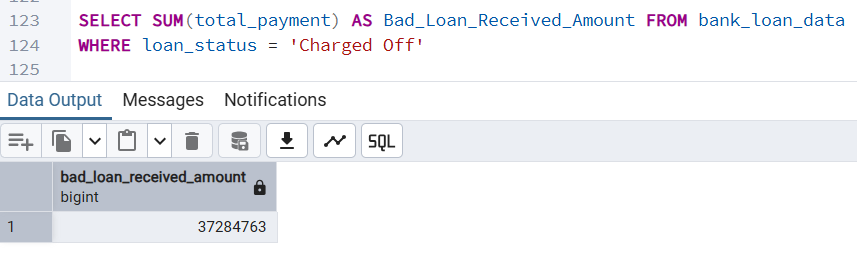 123 SELECT SUM(total_payment) AS Bad_Loan_Received_Amount FROM bank_loan_data
124 WHERE loan_status = 'Charged Off'
125
Data Output Messages Notifications
SQL
bad_loan_received_amount
bigint
1 37284763